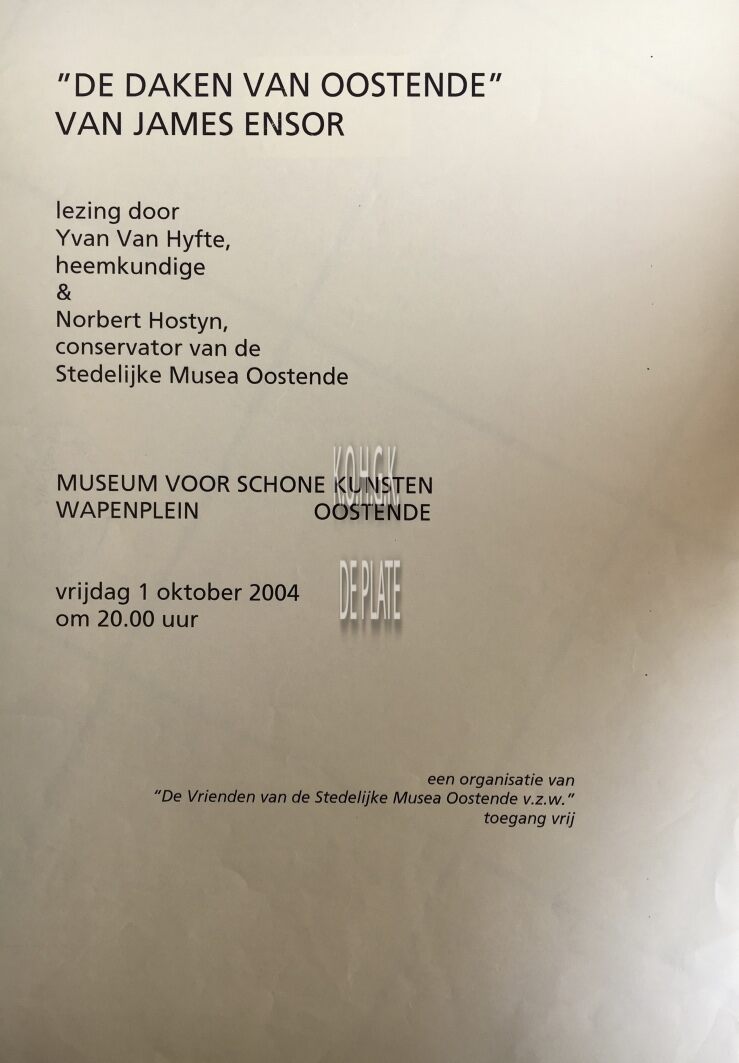 "DE DAKEN VAN OOSTENDE"
VAN JAMES ENSOR
lezing door
Yvan Van Hyfte,
heemkundige
&
Norbert Hostyn,
conservator van de
Stedelijke Musea Oostende
KOHGK
MUSEUM VOOR SCHONE KUNSTEN
WAPENPLEIN OOSTENDE
DE PLATE
vrijdag 1 oktober 2004
om 20.00 uur
een organisatie van
"De Vrienden van de Stedelijke Musea Oostende v.z.w."
toegang vrij